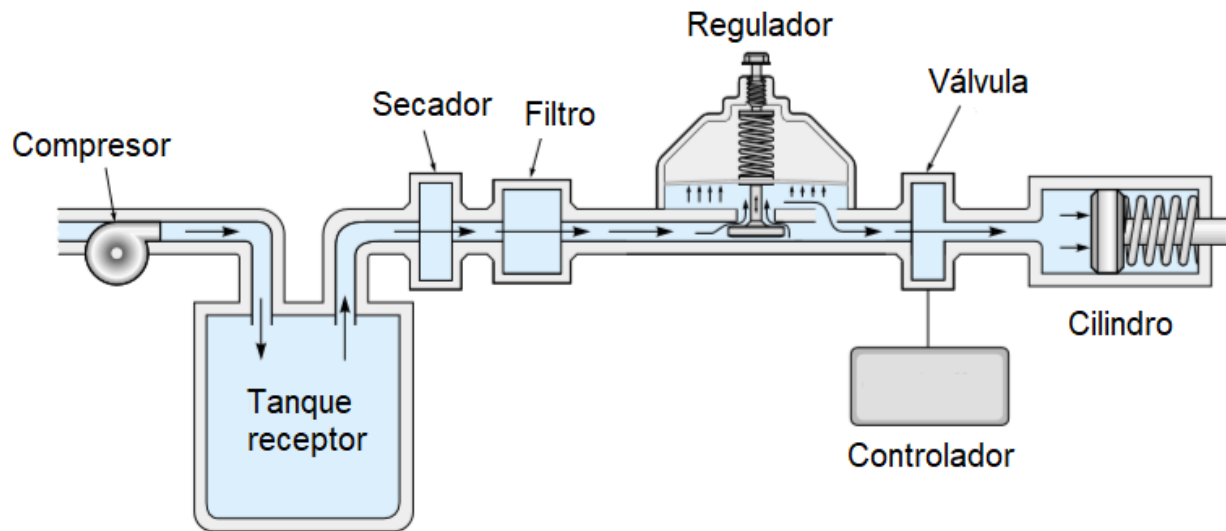 Regulador
Válvula
Secador
Filtro
Compresor
Tanque
receptor
Cilindro
Controlador